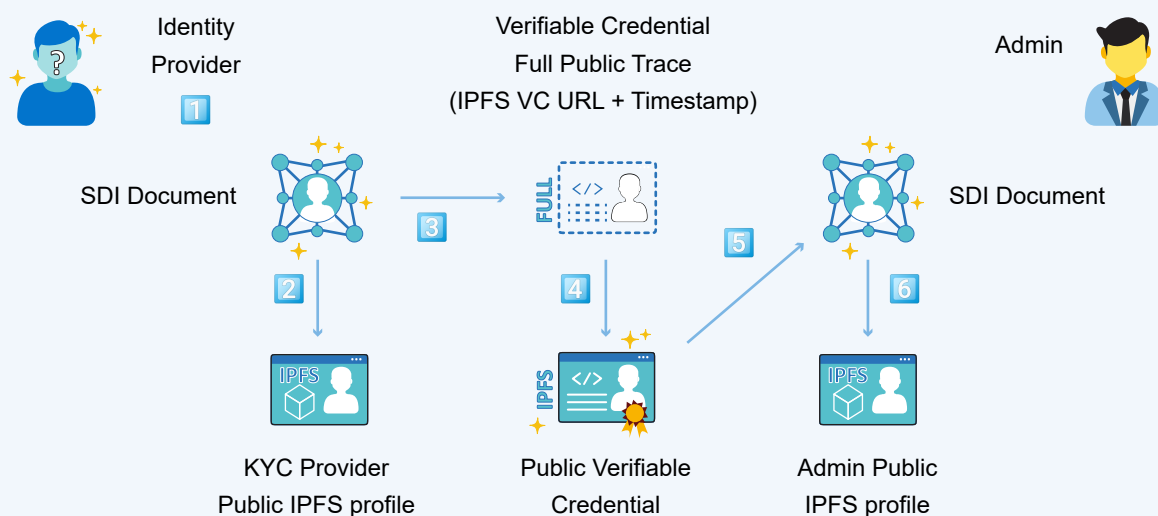 Identity
Provider
1
Verifiable Credential
Full Public Trace
(IPFS VC URL + Timestamp)
Admin
?
SDI Document
3
FULL
</>
5
SDI Document
2
4
6
IPFS
IPFS
</>
IPFS
KYC Provider
Public IPFS profile
Public Verifiable
Credential
Admin Public
IPFS profile